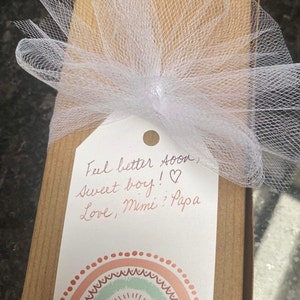 Feel better soon,
sweet boy! ♡
Love, Mimi & Papa